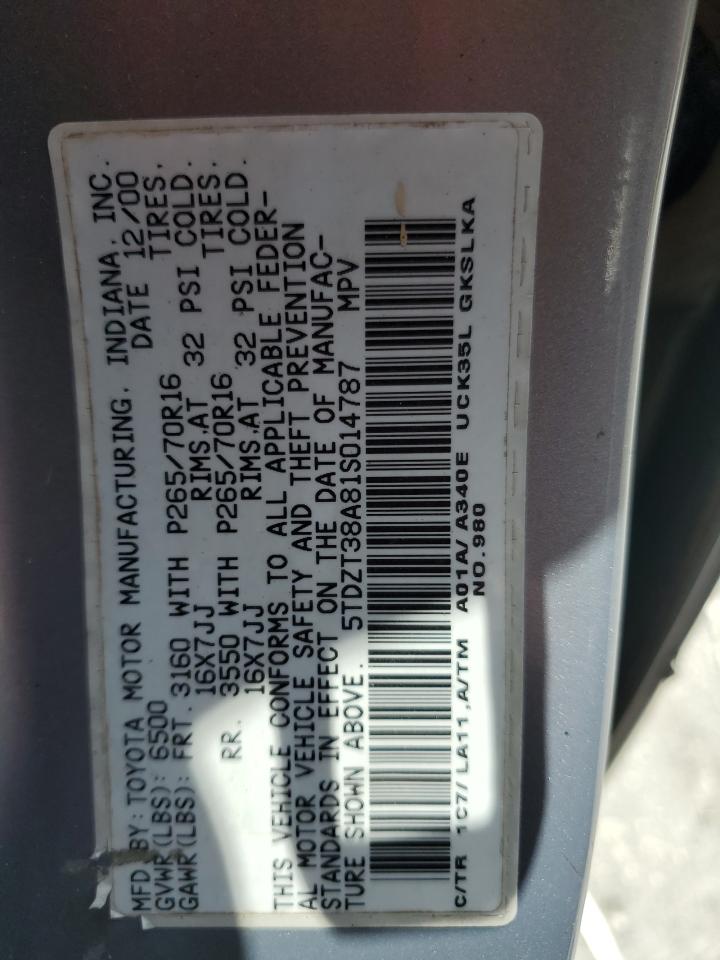 MFD BY: TOYOTA MOTOR MANUFACTURING, INDIANA, INC.
GVWR(LBS): 6500 DATE 12/00
GAWR(LBS): FRT. 3160 WITH P265/70R16 TIRES,
16X7JJ RIMS,AT 32 PSI COLD.
RR. 3550 WITH P265/70R16 TIRES,
16X7JJ RIMS,AT 32 PSI COLD.
THIS VEHICLE CONFORMS TO ALL APPLICABLE FEDER-
AL MOTOR VEHICLE SAFETY AND THEFT PREVENTION
STANDARDS IN EFFECT ON THE DATE OF MANUFAC-
TURE SHOWN ABOVE. 5TDZT38A81S014787 MPV
C/TR 1C7/ LA11 ,A/TM A01A/ A340E UCK35L GKSLKA
NO.980